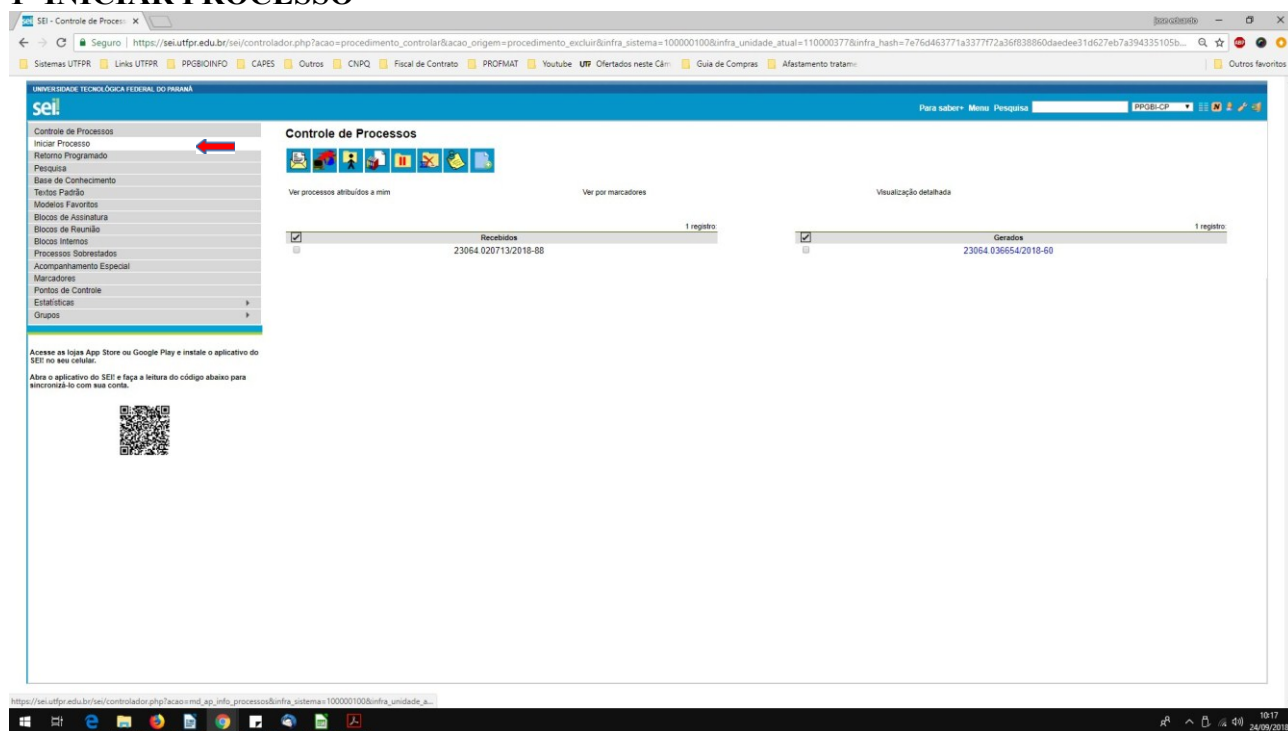 1- INICIAR PROCESSO
SEI - Controle de Process
Seguro | https://sei.utfpr.edu.br/sei/controlador.php?acao=procedimento_controlar&acao_origem=procedimento_excluir&infra_sistema=100000100&infra_unidade_atual=110000377&infra_hash=7e76d463771a3377f72a36f838860daedee31d627eb7a394335105b...
Sistemas UTFPR Links UTFPR PPGBIOINFO CAPES Outros CNPQ Fiscal de Contrato PROFMAT Youtube Ofertados neste Câm Guia de Compras Afastamento tratame Outros favoritos
UNIVERSIDADE TECNOLÓGICA FEDERAL DO PARANÁ
sei!
Para saber+ Menu Pesquisa PPGBI-CP
Controle de Processos
Iniciar Processo
Retorno Programado
Pesquisa
Base de Conhecimento
Textos Padrão
Modelos Favoritos
Blocos de Assinatura
Blocos de Reunião
Blocos Internos
Processos Sobrestados
Acompanhamento Especial
Marcadores
Pontos de Controle
Estatísticas
Grupos
Acesse as lojas App Store ou Google Play e instale o aplicativo do
SEI! no seu celular.
Abra o aplicativo do SEI! e faça a leitura do código abaixo para
sincronizá-lo com sua conta.
Controle de Processos
Ver processos atribuídos a mim Ver por marcadores Visualização detalhada
1 registro:
Recebidos
23064.020713/2018-88
1 registro:
Gerados
23064.036654/2018-60
https://sei.utfpr.edu.br/sei/controlador.php?acao=md_ap_info_processos&infra_sistema=100000100&infra_unidade_a...
10:17
24/09/2018